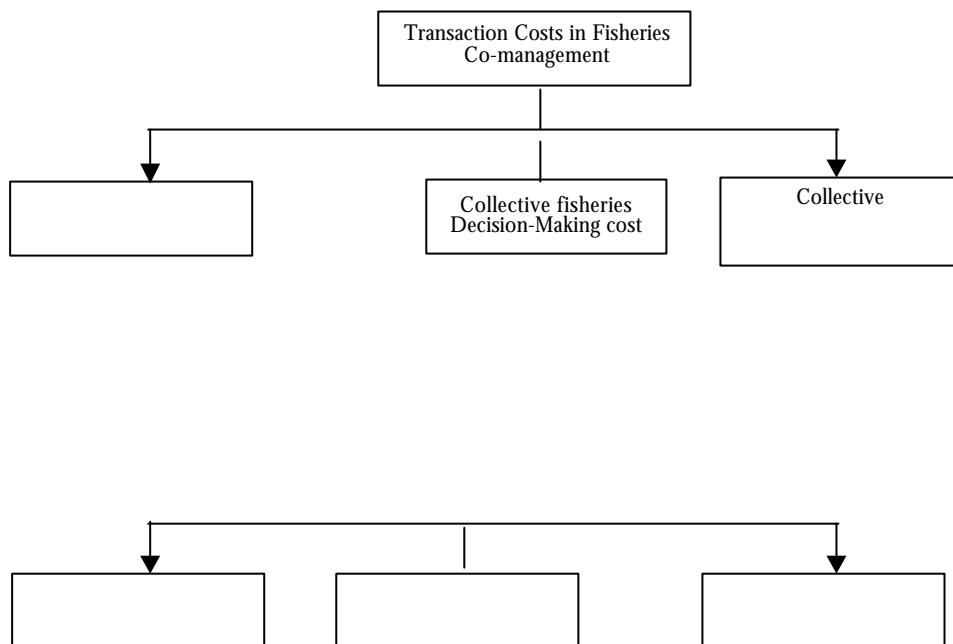 Transaction Costs in Fisheries
Co-management
Collective fisheries
Decision-Making cost
Collective